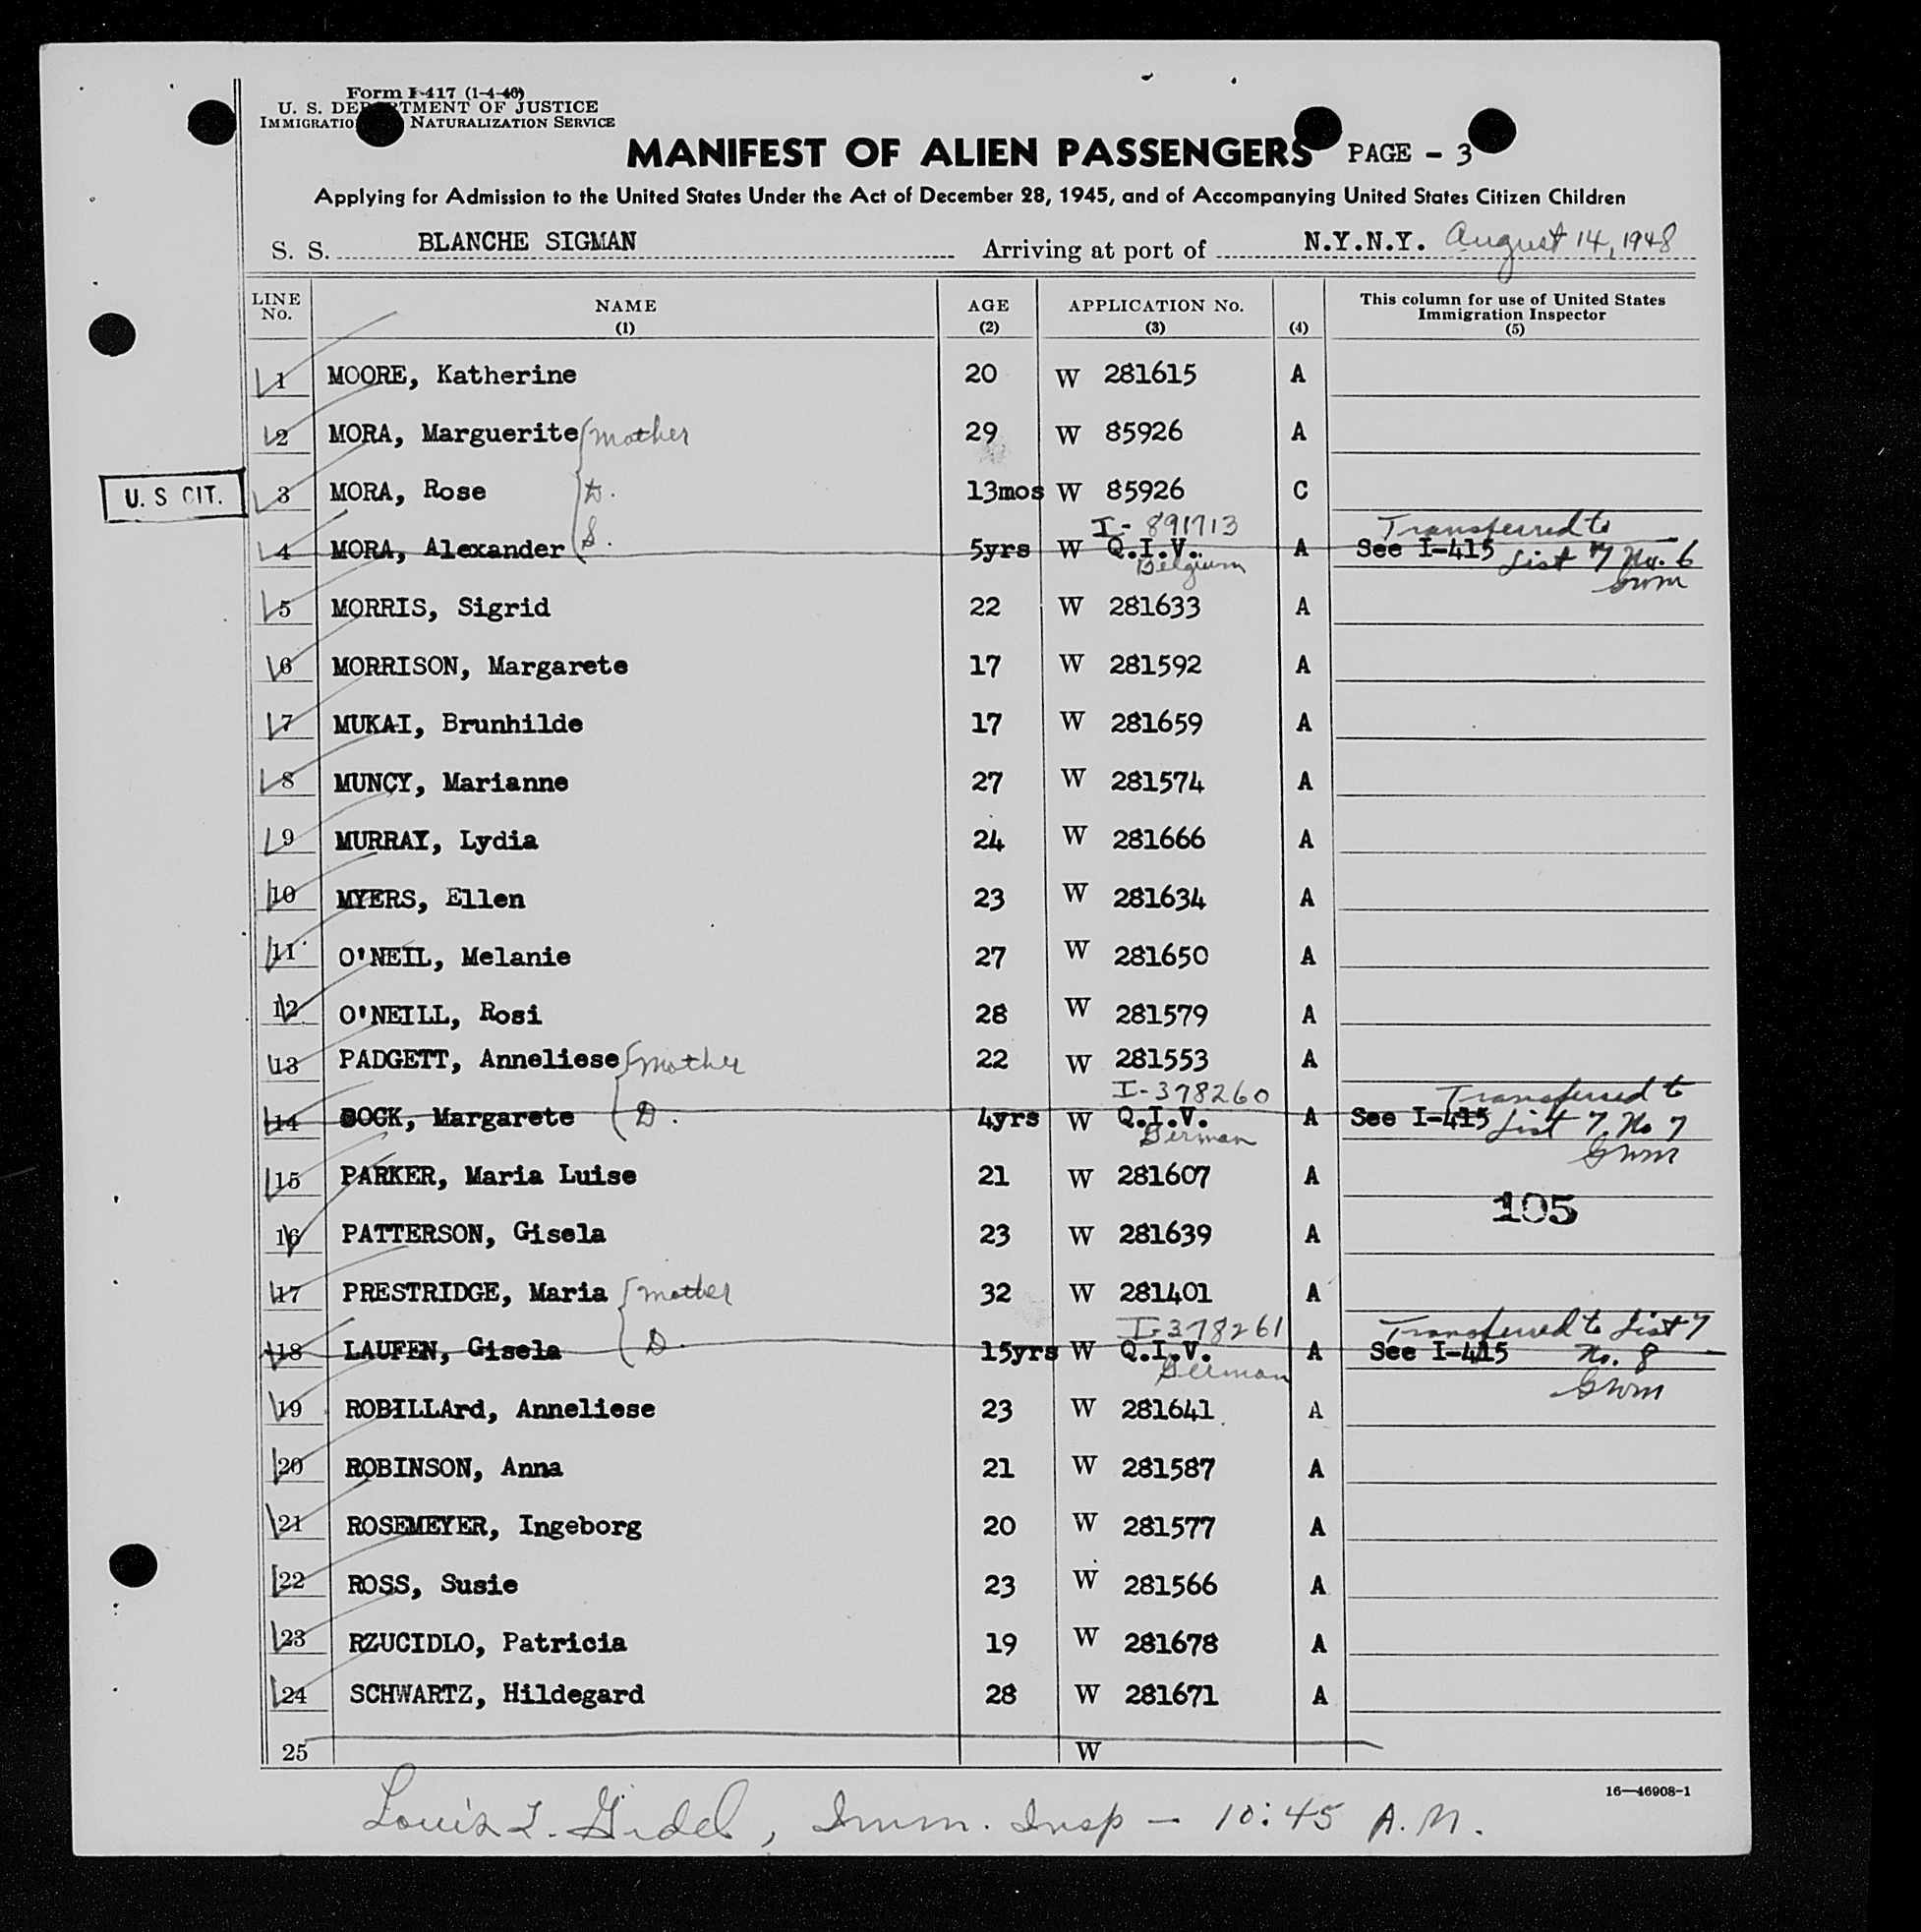 Form I-417 (1-4-46)
U. S. DEPARTMENT OF JUSTICE
IMMIGRATION NATURALIZATION SERVICE
MANIFEST OF ALIEN PASSENGERS PAGE - 3
Applying for Admission to the United States Under the Act of December 28, 1945, and of Accompanying United States Citizen Children
S. S. BLANCHE SIGMAN Arriving at port of N.Y.N.Y. August 14, 1948
LINE No. NAME (1) AGE (2) APPLICATION No. (3) (4) This column for use of United States Immigration Inspector (5)
1 MOORE, Katherine 20 W 281615 A
2 MORA, Marguerite mother 29 W 85926 A
U. S CIT. 3 MORA, Rose D. 13mos W 85926 C
I-891713 Transferred to
4 MORA, Alexander S. 5yrs W Q.I.V. A See I-415 List 7 No. 6
Belgium GWM
5 MORRIS, Sigrid 22 W 281633 A
6 MORRISON, Margarete 17 W 281592 A
7 MUKAI, Brunhilde 17 W 281659 A
8 MUNCY, Marianne 27 W 281574 A
9 MURRAY, Lydia 24 W 281666 A
10 MYERS, Ellen 23 W 281634 A
11 O'NEIL, Melanie 27 W 281650 A
12 O'NEILL, Rosi 28 W 281579 A
13 PADGETT, Anneliese mother 22 W 281553 A
I-378260 Transferred to
14 BOCK, Margarete D. 4yrs W Q.I.V. A See I-415 List 7. No 7
German GWM
15 PARKER, Maria Luise 21 W 281607 A
105
16 PATTERSON, Gisela 23 W 281639 A
17 PRESTRIDGE, Maria mother 32 W 281401 A
I-378261 Transferred to List 7
18 LAUFEN, Gisela D. 15yrs W Q.I.V. A See I-415 No. 8
German GWM
19 ROBILLArd, Anneliese 23 W 281641 A
20 ROBINSON, Anna 21 W 281587 A
21 ROSEMEYER, Ingeborg 20 W 281577 A
22 ROSS, Susie 23 W 281566 A
23 RZUCIDLO, Patricia 19 W 281678 A
24 SCHWARTZ, Hildegard 28 W 281671 A
25 W
16—46908-1
Louis Imm. Insp — 10:45 A.M.